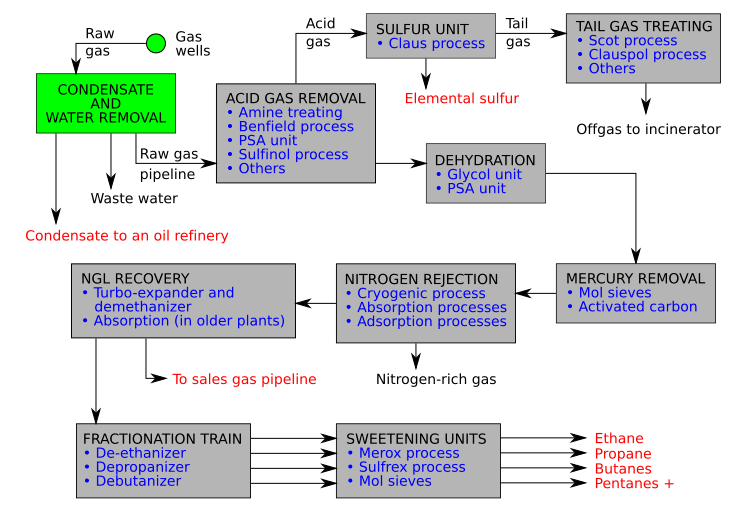 Raw
gas
Gas
wells
CONDENSATE
AND
WATER REMOVAL
Waste water
Condensate to an oil refinery
Raw gas
pipeline
ACID GAS REMOVAL
• Amine treating
• Benfield process
• PSA unit
• Sulfinol process
• Others
Acid
gas
SULFUR UNIT
• Claus process
Elemental sulfur
Tail
gas
TAIL GAS TREATING
• Scot process
• Clauspol process
• Others
Offgas to incinerator
DEHYDRATION
• Glycol unit
• PSA unit
MERCURY REMOVAL
• Mol sieves
• Activated carbon
NITROGEN REJECTION
• Cryogenic process
• Absorption processes
• Adsorption processes
Nitrogen-rich gas
NGL RECOVERY
• Turbo-expander and
demethanizer
• Absorption (in older plants)
To sales gas pipeline
FRACTIONATION TRAIN
• De-ethanizer
• Depropanizer
• Debutanizer
SWEETENING UNITS
• Merox process
• Sulfrex process
• Mol sieves
Ethane
Propane
Butanes
Pentanes +